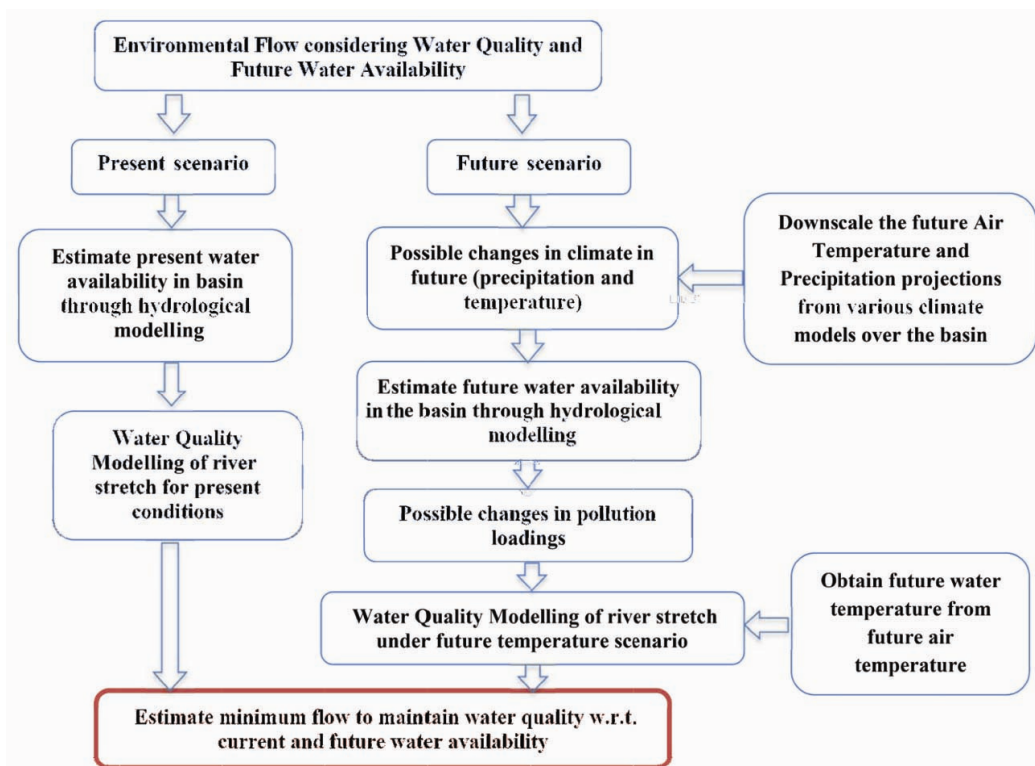 Environmental Flow considering Water Quality and
Future Water Availability
Present scenario
Future scenario
Estimate present water
availability in basin
through hydrological
modelling
Possible changes in climate in
future (precipitation and
temperature)
Downscale the future Air
Temperature and
Precipitation projections
from various climate
models over the basin
Estimate future water availability
in the basin through hydrological
modelling
Water Quality
Modelling of river
stretch for present
conditions
Possible changes in pollution
loadings
Water Quality Modelling of river stretch
under future temperature scenario
Obtain future water
temperature from
future air
temperature
Estimate minimum flow to maintain water quality w.r.t.
current and future water availability